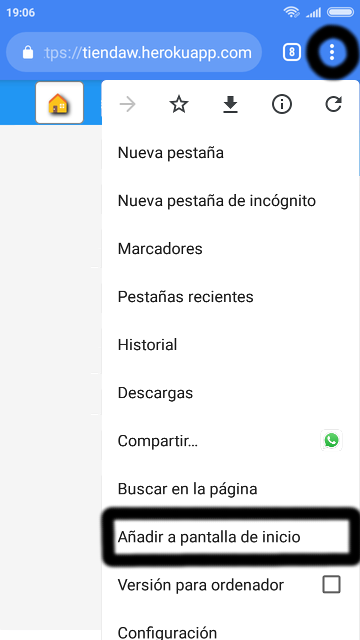 19:06
tps://tiendaw.herokuapp.com
8
Nueva pestaña
Nueva pestaña de incógnito
Marcadores
Pestañas recientes
Historial
Descargas
Compartir...
Buscar en la página
Añadir a pantalla de inicio
Versión para ordenador
Configuración